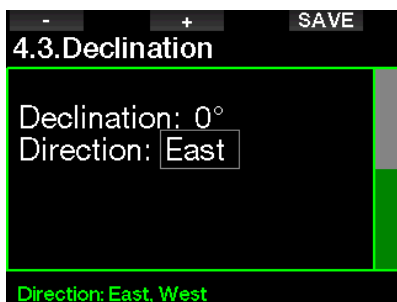 - + SAVE
4.3.Declination
Declination: 0°
Direction: East
Direction: East, West